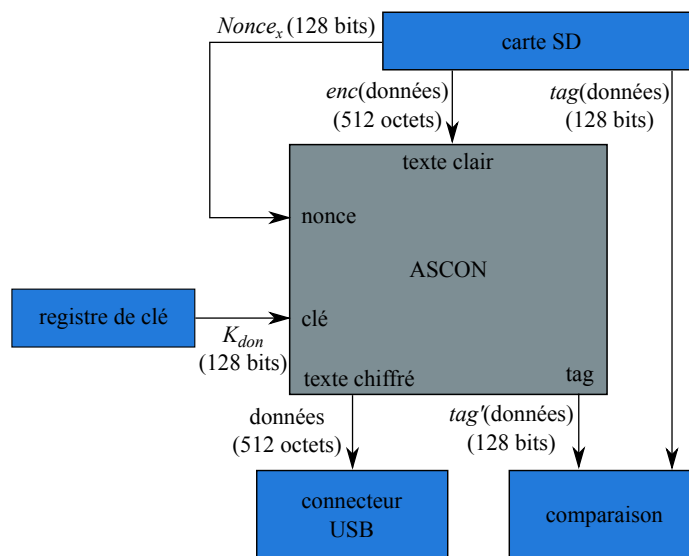 Nonceₓ (128 bits)
carte SD
enc(données)
(512 octets)
tag(données)
(128 bits)
texte clair
nonce
ASCON
registre de clé
clé
K_don
(128 bits)
texte chiffré
tag
données
(512 octets)
tag'(données)
(128 bits)
connecteur
USB
comparaison